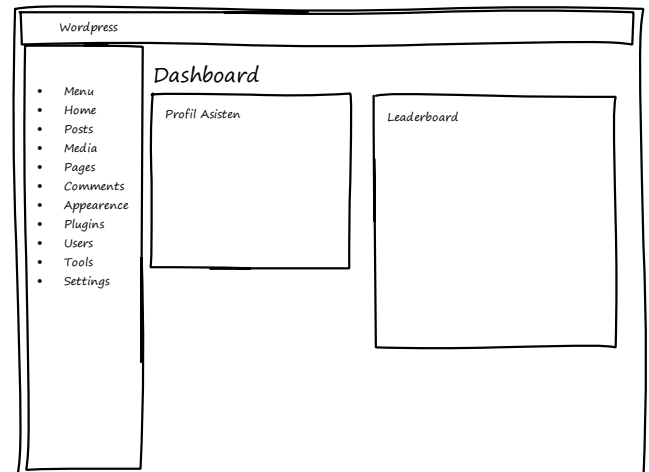 Wordpress
Dashboard
Menu
Home
Posts
Media
Pages
Comments
Appearence
Plugins
Users
Tools
Settings
Profil Asisten
Leaderboard